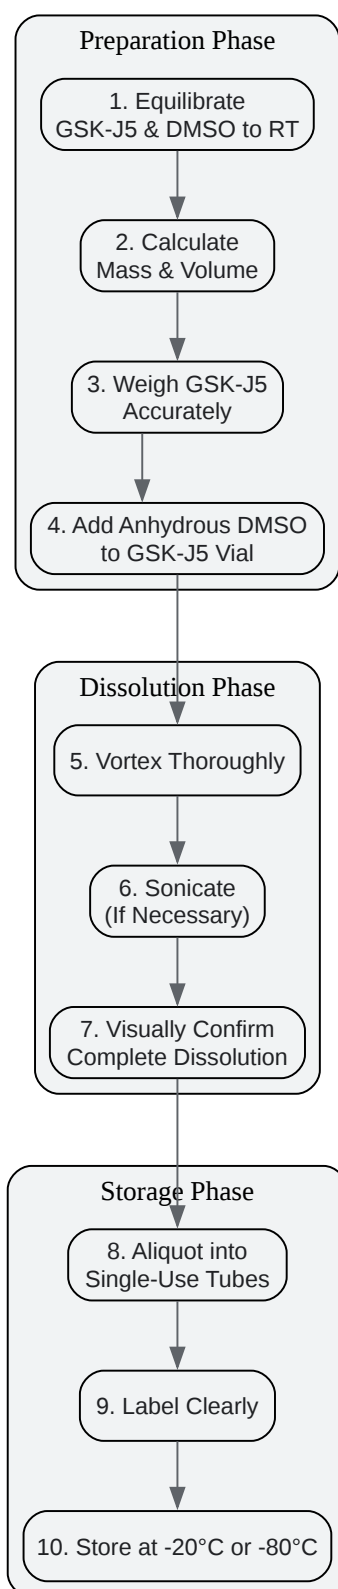 Preparation Phase
1. Equilibrate
GSK-J5 & DMSO to RT
2. Calculate
Mass & Volume
3. Weigh GSK-J5
Accurately
4. Add Anhydrous DMSO
to GSK-J5 Vial
Dissolution Phase
5. Vortex Thoroughly
6. Sonicate
(If Necessary)
7. Visually Confirm
Complete Dissolution
Storage Phase
8. Aliquot into
Single-Use Tubes
9. Label Clearly
10. Store at -20°C or -80°C